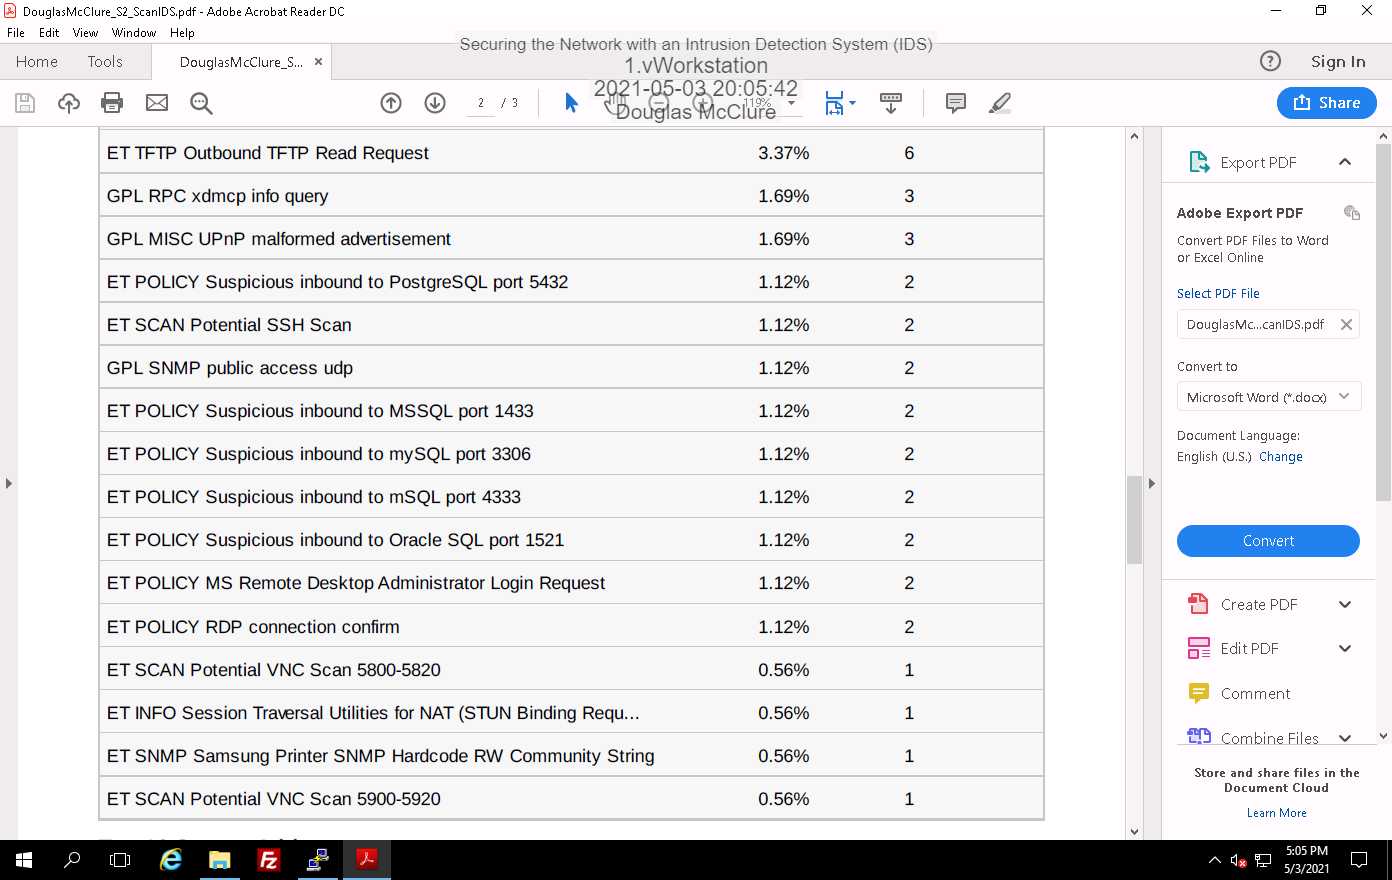 DouglasMcClure_S2_ScanIDS.pdf - Adobe Acrobat Reader DC
File Edit View Window Help
Securing the Network with an Intrusion Detection System (IDS)
1.vWorkstation
2021-05-03 20:05:42
Douglas McClure
Home Tools DouglasMcClure_S... × Sign In
2 / 3 119% Share
ET TFTP Outbound TFTP Read Request 3.37% 6
GPL RPC xdmcp info query 1.69% 3
GPL MISC UPnP malformed advertisement 1.69% 3
ET POLICY Suspicious inbound to PostgreSQL port 5432 1.12% 2
ET SCAN Potential SSH Scan 1.12% 2
GPL SNMP public access udp 1.12% 2
ET POLICY Suspicious inbound to MSSQL port 1433 1.12% 2
ET POLICY Suspicious inbound to mySQL port 3306 1.12% 2
ET POLICY Suspicious inbound to mSQL port 4333 1.12% 2
ET POLICY Suspicious inbound to Oracle SQL port 1521 1.12% 2
ET POLICY MS Remote Desktop Administrator Login Request 1.12% 2
ET POLICY RDP connection confirm 1.12% 2
ET SCAN Potential VNC Scan 5800-5820 0.56% 1
ET INFO Session Traversal Utilities for NAT (STUN Binding Requ... 0.56% 1
ET SNMP Samsung Printer SNMP Hardcode RW Community String 0.56% 1
ET SCAN Potential VNC Scan 5900-5920 0.56% 1
Export PDF
Adobe Export PDF
Convert PDF Files to Word
or Excel Online
Select PDF File
DouglasMc...canIDS.pdf
Convert to
Microsoft Word (*.docx)
Document Language:
English (U.S.) Change
Convert
Create PDF
Edit PDF
Comment
Combine Files
Store and share files in the
Document Cloud
Learn More
5:05 PM
5/3/2021